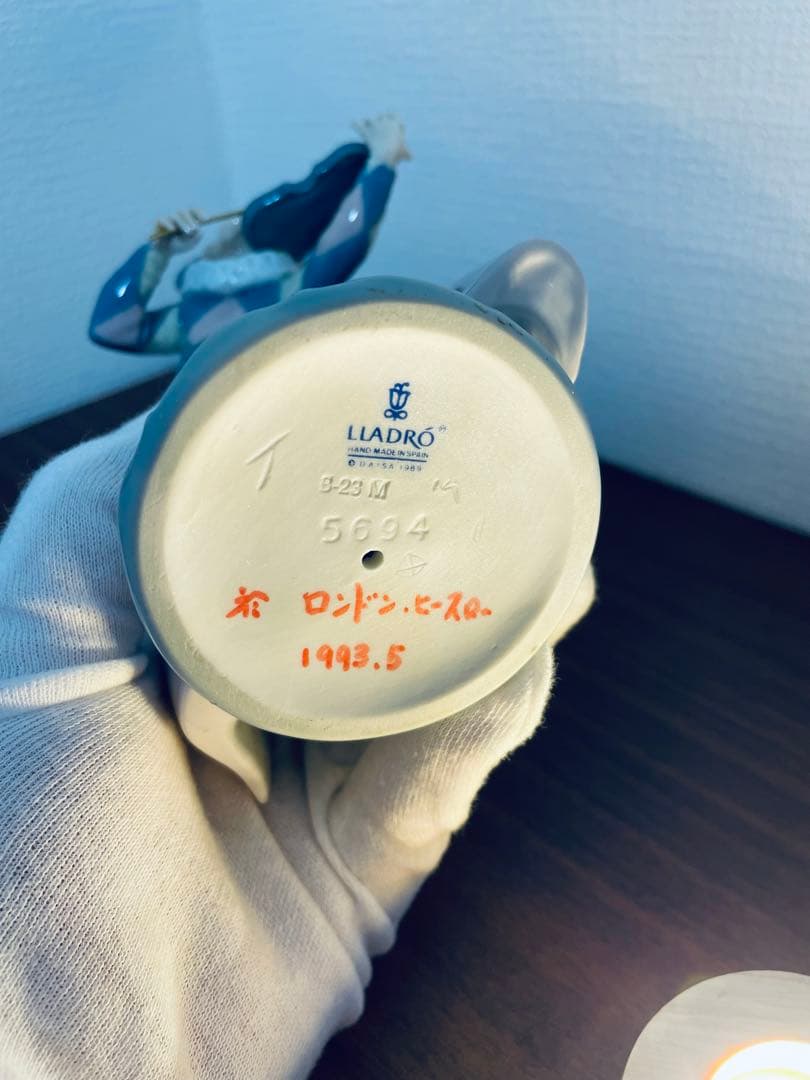 LLADRÓ
HAND MADE IN SPAIN
© DAISA 1989
B-23 M
5694
於 ロンドン.ヒースロー
1993.5